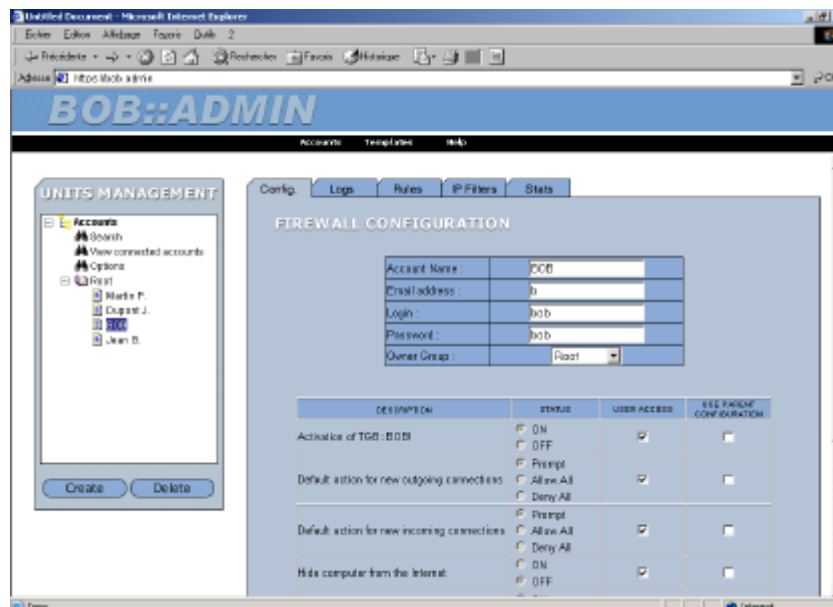 Untitled Document - Microsoft Internet Explorer
Fichier Edition Affichage Favoris Outils ?
Précédente Rechercher Favoris Historique
Adresse https://bob.admin
BOB::ADMIN
Accounts Templates Help
UNITS MANAGEMENT
Accounts
Search
View connected accounts
Options
Root
Martin P.
Dupont J.
BOB
Jean B.
Create Delete
Config. Logs Rules IP Filters Stats
FIREWALL CONFIGURATION
Account Name : BOB
Email address : b
Login : bob
Password : bob
Owner Group : Root
DESCRIPTION STATUS USER ACCESS USE PARENT CONFIGURATION
Activation of TGB::BOB!
ON
OFF
Default action for new outgoing connections
Prompt
Allow All
Deny All
Default action for new incoming connections
Prompt
Allow All
Deny All
Hide computer from the Internet
ON
OFF
Internet